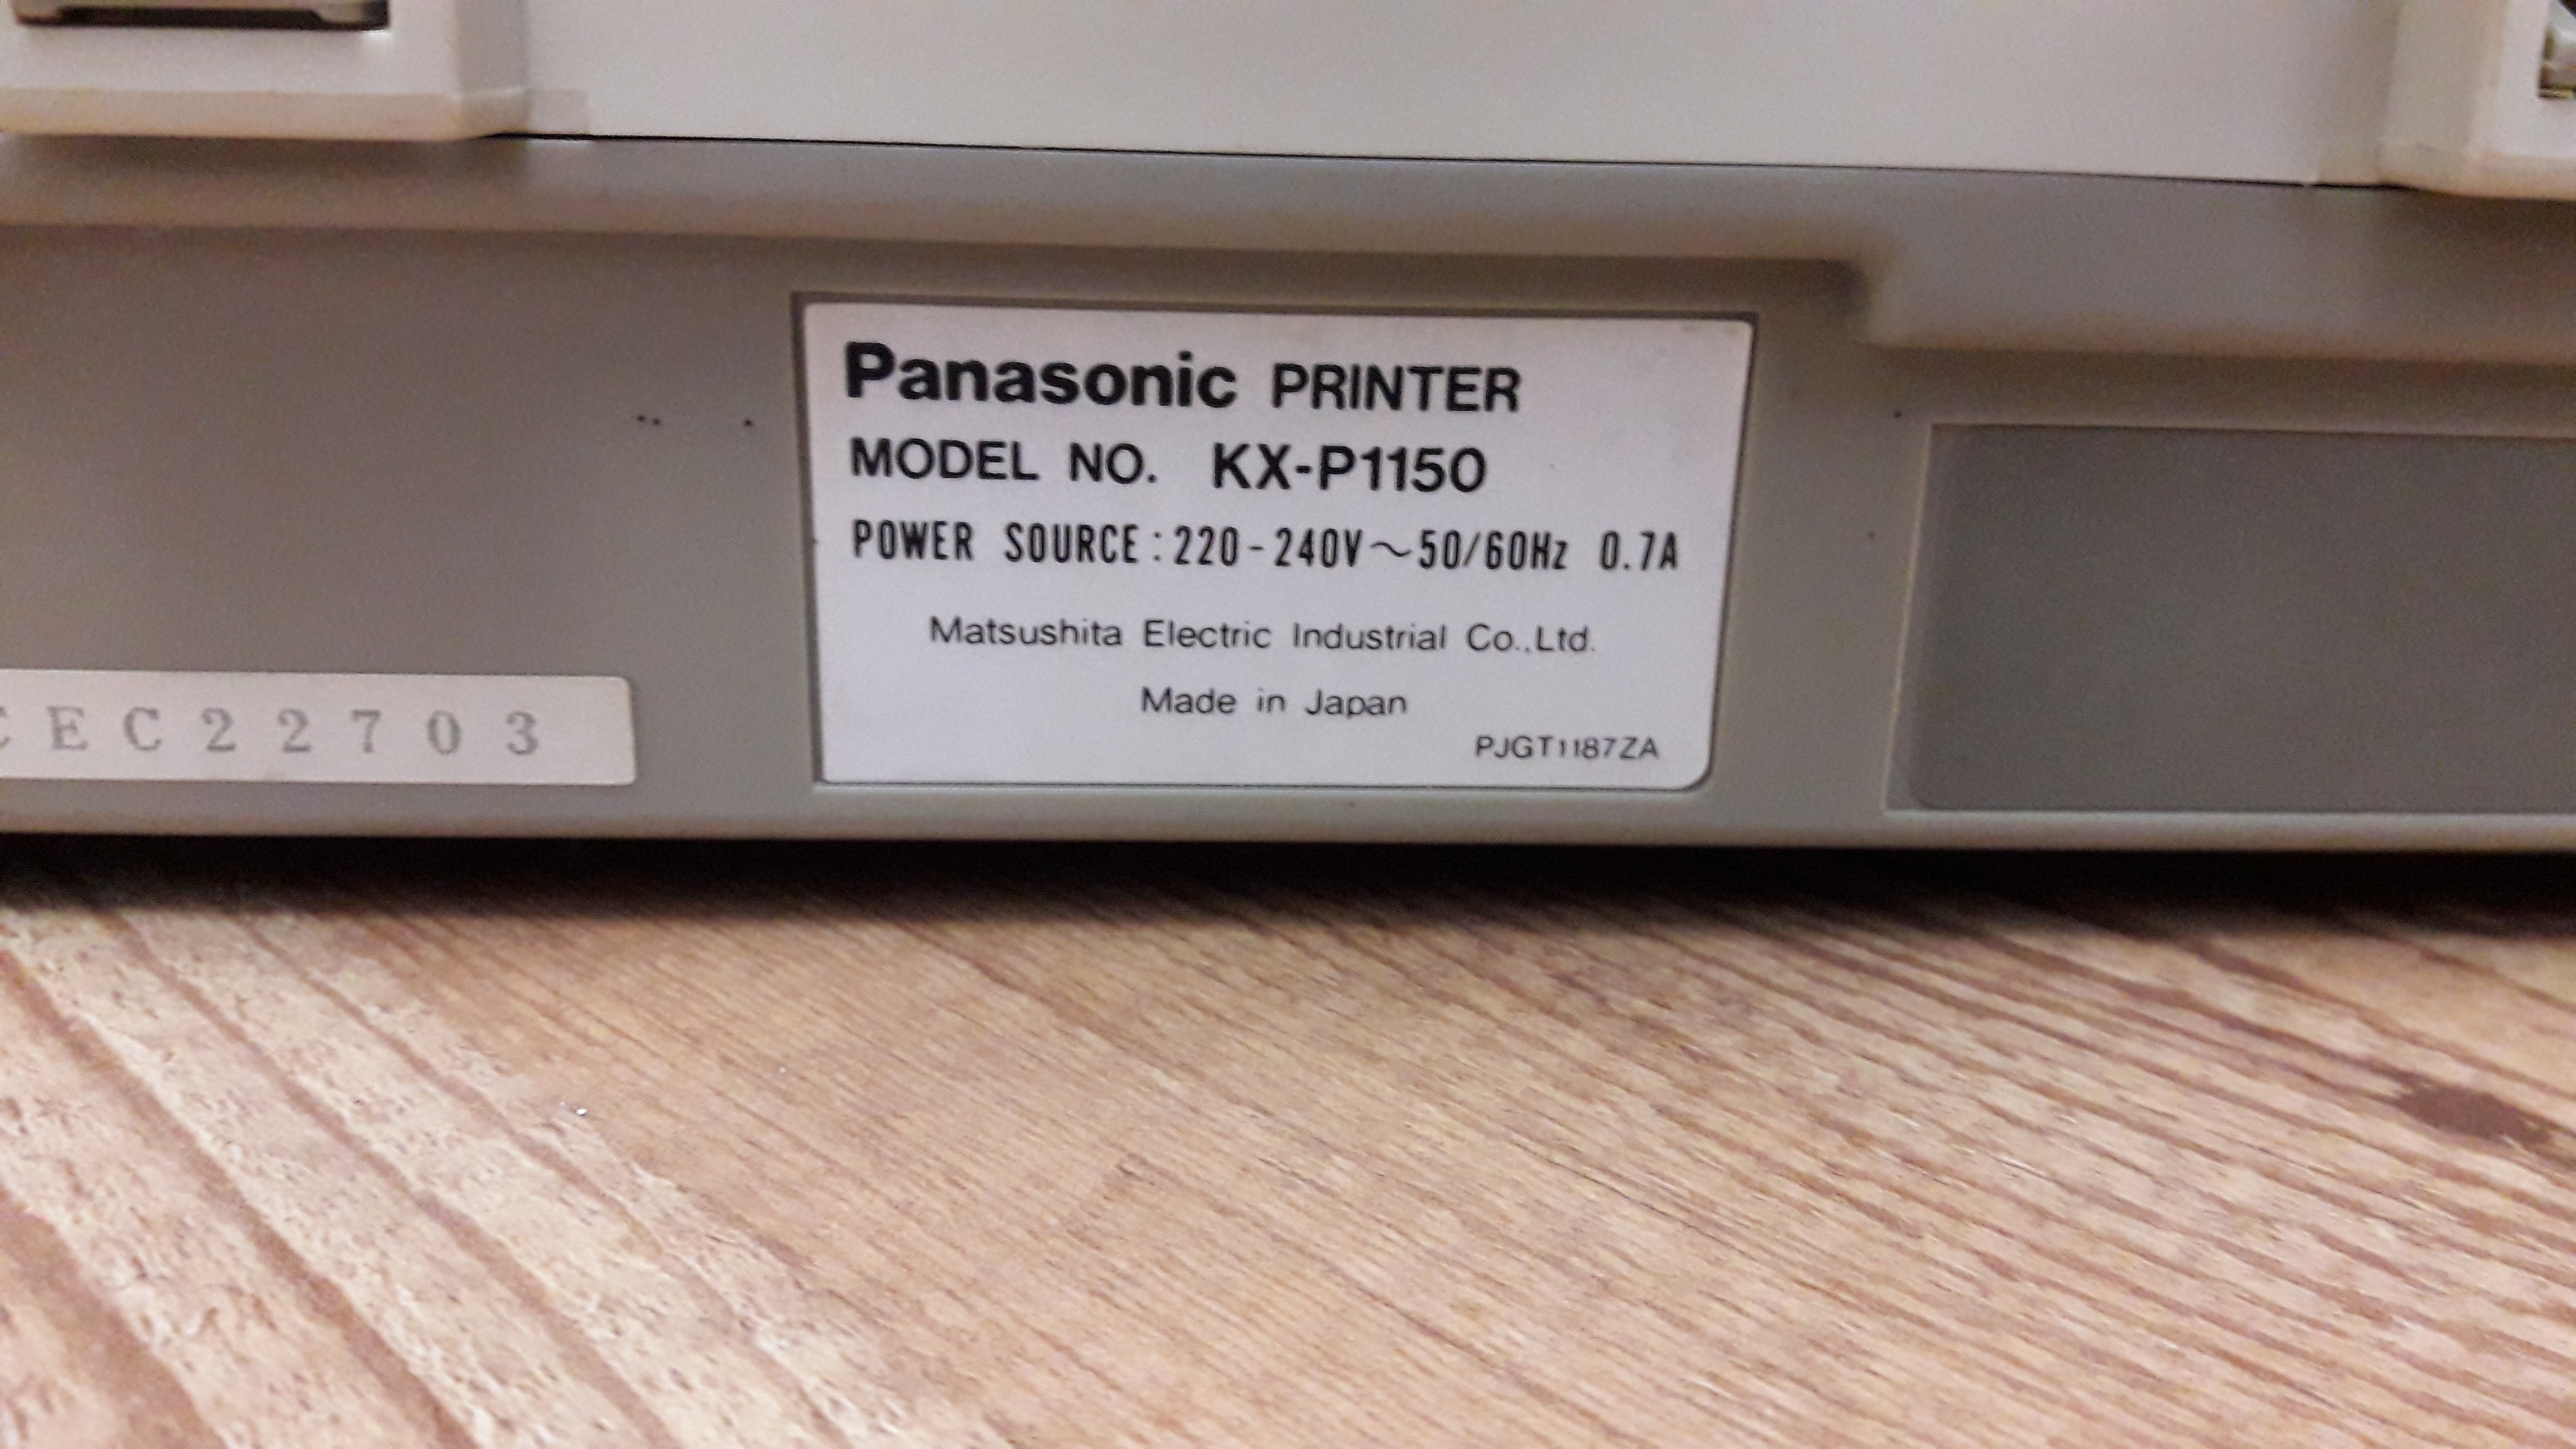 Panasonic PRINTER
MODEL NO. KX-P1150
POWER SOURCE : 220-240V～50/60Hz 0.7A
Matsushita Electric Industrial Co.,Ltd.
Made in Japan
PJGT1187ZA
EC22703